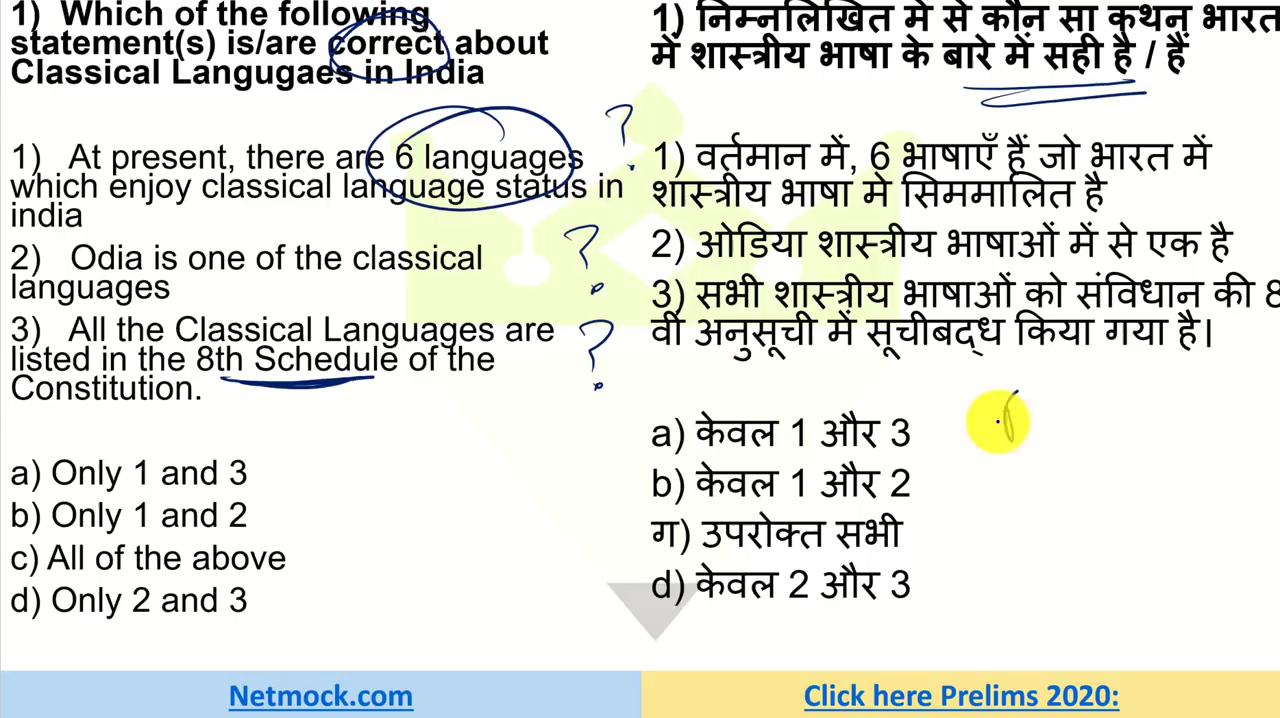 1) Which of the following
statement(s) is/are correct about
Classical Langugaes in India
1) At present, there are 6 languages
which enjoy classical language status in
india
2) Odia is one of the classical
languages
3) All the Classical Languages are
listed in the 8th Schedule of the
Constitution.
a) Only 1 and 3
b) Only 1 and 2
c) All of the above
d) Only 2 and 3
1) निम्नलिखित में से कौन सा कथन भारत
में शास्त्रीय भाषा के बारे में सही है / हैं
1) वर्तमान में, 6 भाषाएँ हैं जो भारत में
शास्त्रीय भाषा मे सिममालित है
2) ओडिया शास्त्रीय भाषाओं में से एक है
3) सभी शास्त्रीय भाषाओं को संविधान की 8
वी अनुसूची में सूचीबद्ध किया गया है।
a) केवल 1 और 3
b) केवल 1 और 2
ग) उपरोक्त सभी
d) केवल 2 और 3
?
?
?
Netmock.com
Click here Prelims 2020: